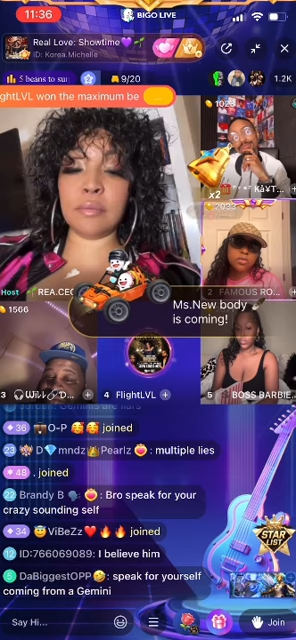 11:36
BIGO LIVE
Real Love: Showtime
ID: Korea.Michelle
5 beans to su
9/20
1.2K
ghtLVL won the maximum be
1023
x2
2 FAMOUS RO...
Host REA.CEO
Ms.New body
is coming!
1566
3
4 FlightLVL
5 BOSS BARBIE..
36 O-P joined
23 D mndz Pearlz : multiple lies
48 . joined
22 Brandy B : Bro speak for your
crazy sounding self
34 ViBeZz joined
12 ID:766069089: I believe him
5 DaBiggestOPP : speak for yourself
coming from a Gemini
STAR
LIST
Say Hi...
Join